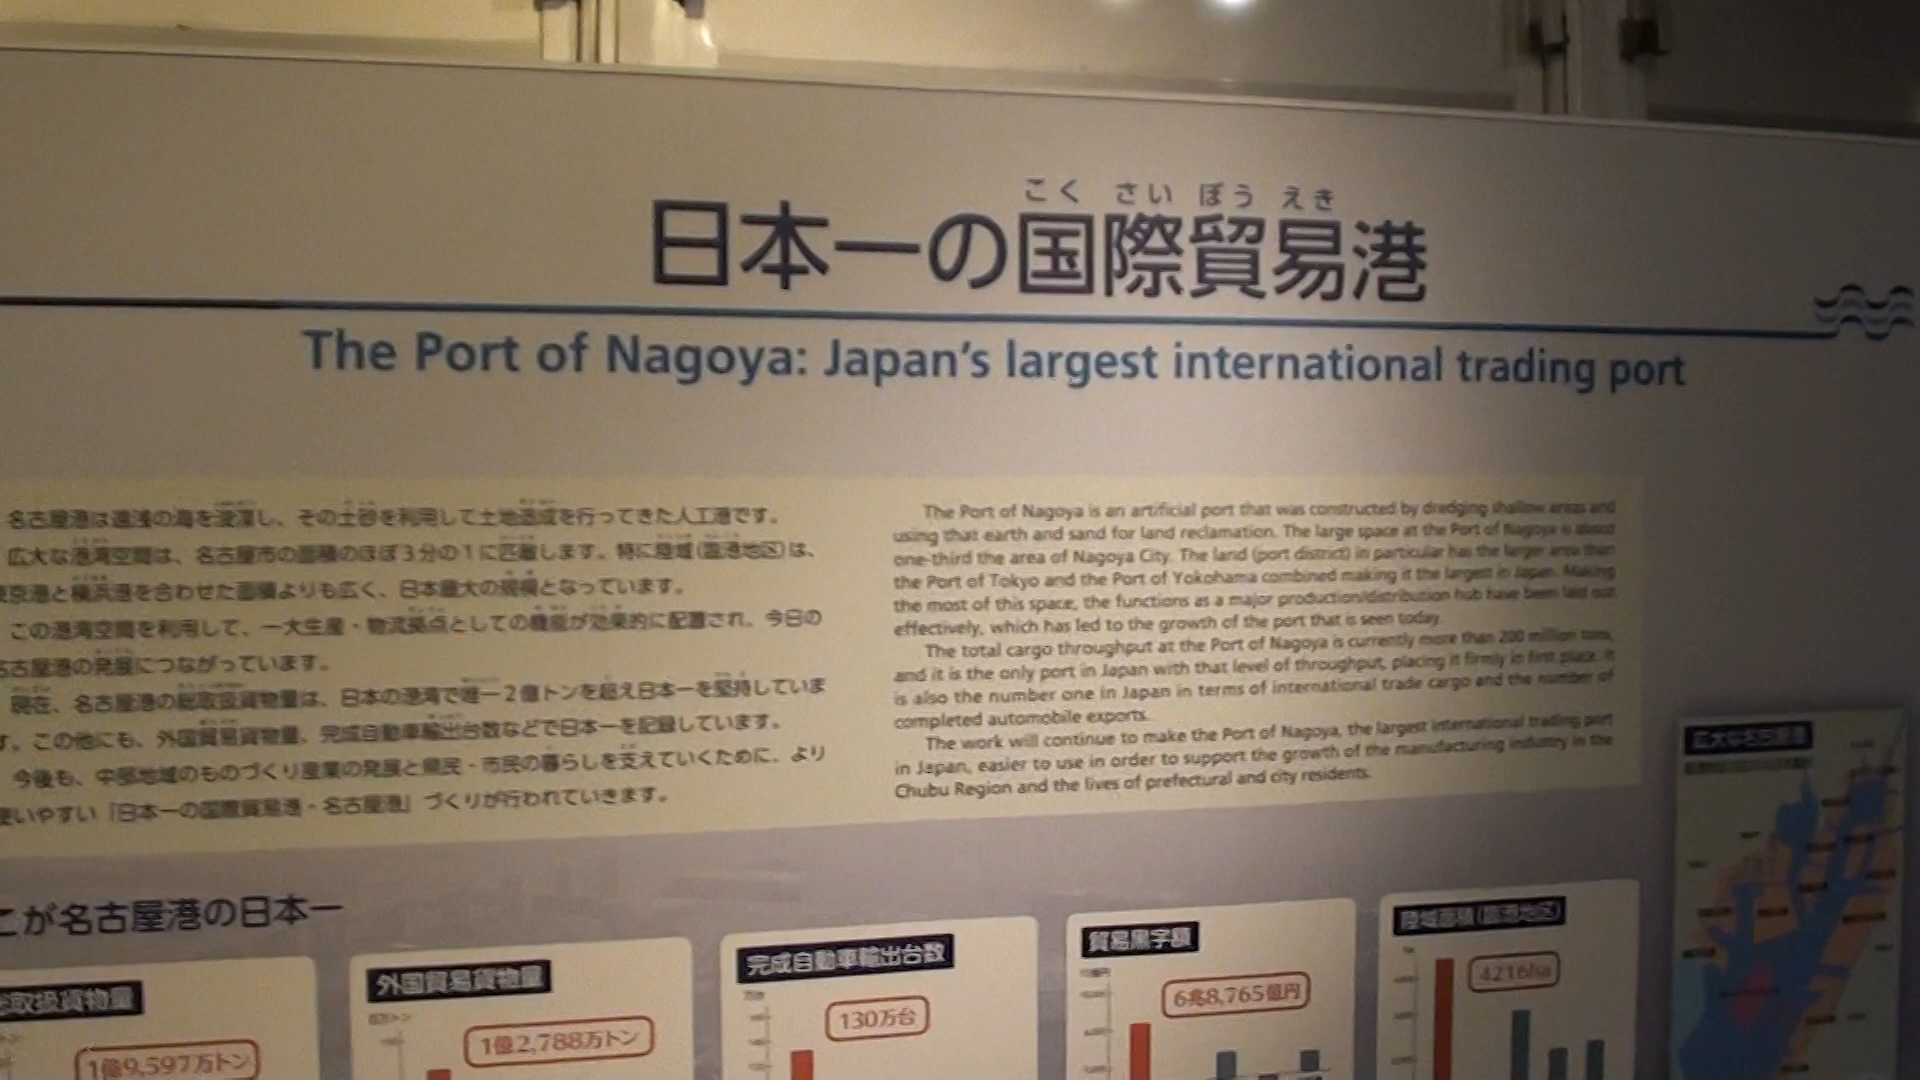 こく さい ぼう えき
日本一の国際貿易港
The Port of Nagoya: Japan's largest international trading port
名古屋港は遠浅の海を浚渫し、その土砂を利用して土地造成を行ってきた人工港です。
広大な港湾空間は、名古屋市の面積のほぼ3分の1に匹敵します。特に陸域(臨港地区)は、
京港と横浜港を合わせた面積よりも広く、日本最大の規模となっています。
この港湾空間を利用して、一大生産・物流拠点としての機能が効果的に配置され、今日の
名古屋港の発展につながっています。
現在、名古屋港の総取扱貨物量は、日本の港湾で唯一2億トンを超え日本一を堅持していま
す。この他にも、外国貿易貨物量、完成自動車輸出台数などで日本一を記録しています。
今後も、中部地域のものづくり産業の発展と県民・市民の暮らしを支えていくために、より
使いやすい「日本一の国際貿易港・名古屋港」づくりが行われていきます。
The Port of Nagoya is an artificial port that was constructed by dredging shallow areas and
using that earth and sand for land reclamation. The large space at the Port of Nagoya is about
one-third the area of Nagoya City. The land (port district) in particular has the larger area than
the Port of Tokyo and the Port of Yokohama combined making it the largest in Japan. Making
the most of this space, the functions as a major production/distribution hub have been laid out
effectively, which has led to the growth of the port that is seen today.
The total cargo throughput at the Port of Nagoya is currently more than 200 million tons,
and it is the only port in Japan with that level of throughput, placing it firmly in first place. It
is also the number one in Japan in terms of international trade cargo and the number of
completed automobile exports.
The work will continue to make the Port of Nagoya, the largest international trading port
in Japan, easier to use in order to support the growth of the manufacturing industry in the
Chubu Region and the lives of prefectural and city residents.
こが名古屋港の日本一
取扱貨物量
1億9,597万トン
外国貿易貨物量
1億2,788万トン
完成自動車輸出台数
130万台
貿易黒字額
6兆8,765億円
陸域面積(臨港地区)
4216ha
広大な名古屋港